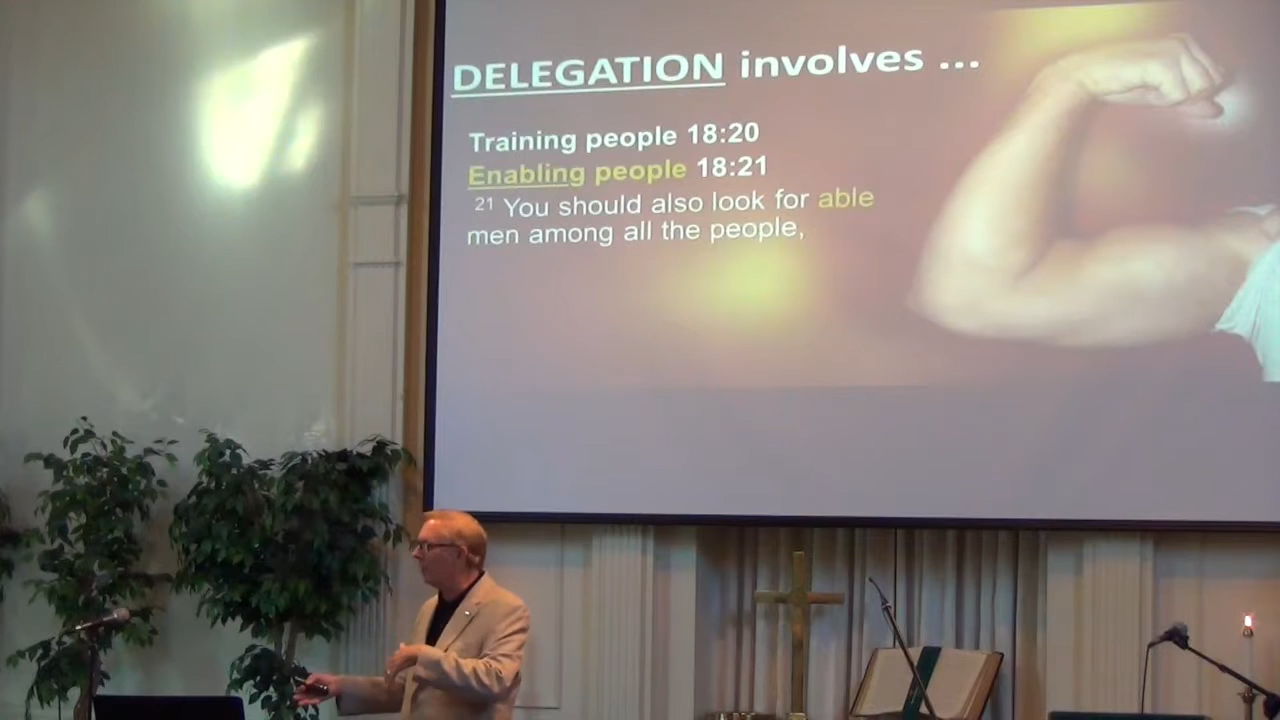 DELEGATION involves ...
Training people 18:20
Enabling people 18:21
21 You should also look for able
men among all the people,